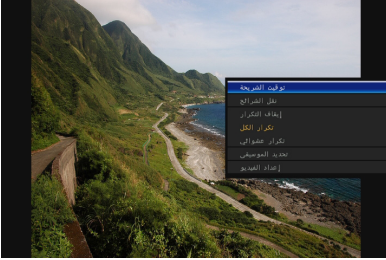 توقيت الشريحة
نقل الشرائح
إيقاف التكرار
تكرار الكل
تكرار عشوائي
تحديد الموسيقى
إعداد الفيديو